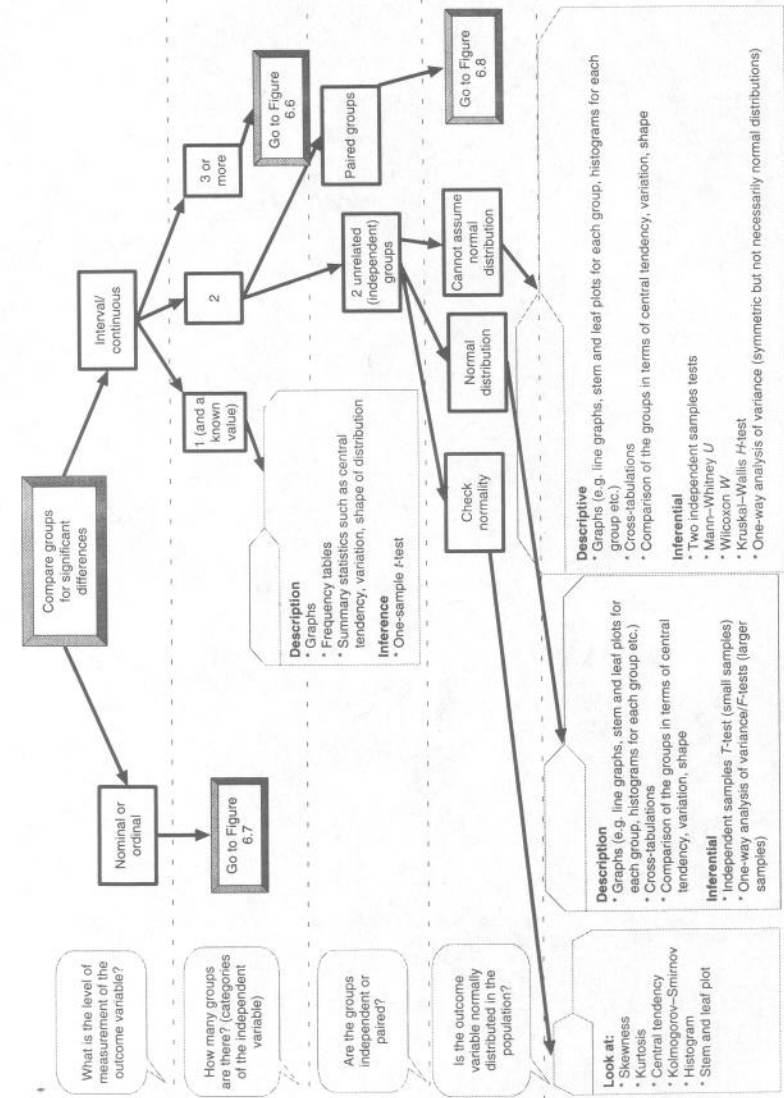 Compare groups
for significant
differences
What is the level of
measurement of the
outcome variable?
Nominal or
ordinal
Interval/
continuous
How many groups
are there? (categories
of the independent
variable)
Go to Figure
6.7
1 (and a
known
value)
2
3 or
more
Go to Figure
6.6
Description
* Graphs
* Frequency tables
* Summary statistics such as central
tendency, variation, shape of distribution
Inference
* One-sample t-test
Are the groups
independent or
paired?
2 unrelated
(independent)
groups
Paired groups
Is the outcome
variable normally
distributed in the
population?
Check
normality
Normal
distribution
Cannot assume
normal
distribution
Go to Figure
6.8
Look at:
* Skewness
* Kurtosis
* Central tendency
* Kolmogorov–Smirnov
* Histogram
* Stem and leaf plot
Description
* Graphs (e.g. line graphs, stem and leaf plots for
each group, histograms for each group etc.)
* Cross-tabulations
* Comparison of the groups in terms of central
tendency, variation, shape
Inferential
* Independent samples T-test (small samples)
* One-way analysis of variance/F-tests (larger
samples)
Descriptive
* Graphs (e.g. line graphs, stem and leaf plots for each group, histograms for each
group etc.)
* Cross-tabulations
* Comparison of the groups in terms of central tendency, variation, shape
Inferential
* Two independent samples tests
* Mann–Whitney U
* Wilcoxon W
* Kruskal–Wallis H-test
* One-way analysis of variance (symmetric but not necessarily normal distributions)